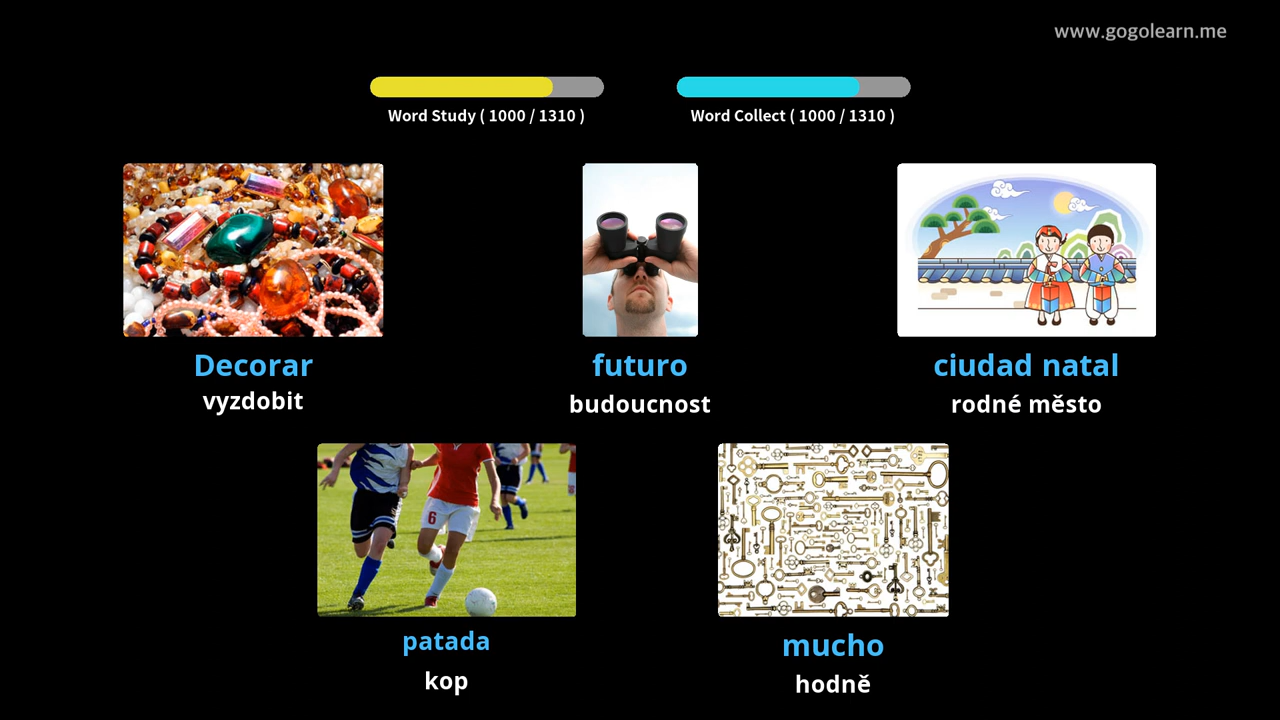 www.gogolearn.me
Word Study ( 1000 / 1310 )
Word Collect ( 1000 / 1310 )
Decorar
vyzdobit
futuro
budoucnost
ciudad natal
rodné město
6
patada
kop
mucho
hodně